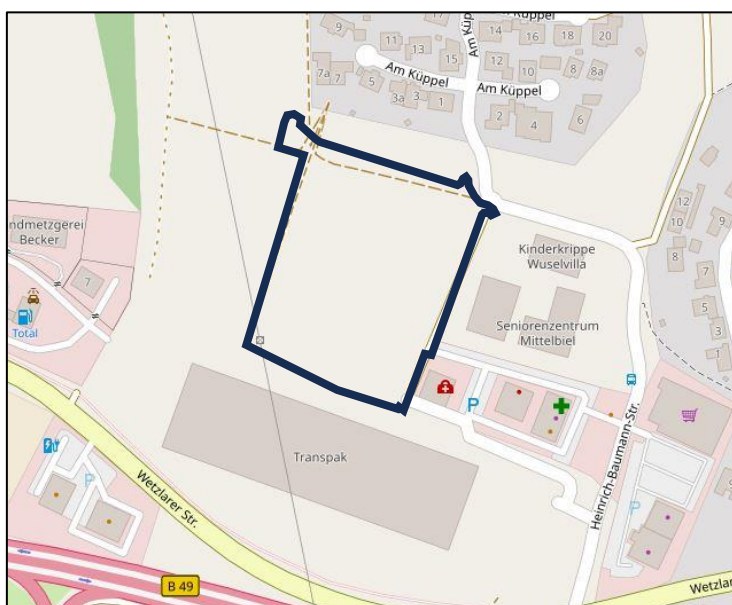 9
11
13
15
17
Am Küp
14
16
18
20
7a
7
5
3a
3
1
Am Küppel
12
10
8
8a
Am Küppel
2
4
6
ndmetzgerei
Becker
7
Total
Kinderkrippe
Wuselvilla
Seniorenzentrum
Mittelbiel
12
10
8
9
7
5
3
1
P
Transpak
Heinrich-Baumann-Str.
P
P
Wetzlarer Str.
B 49
Wetzla